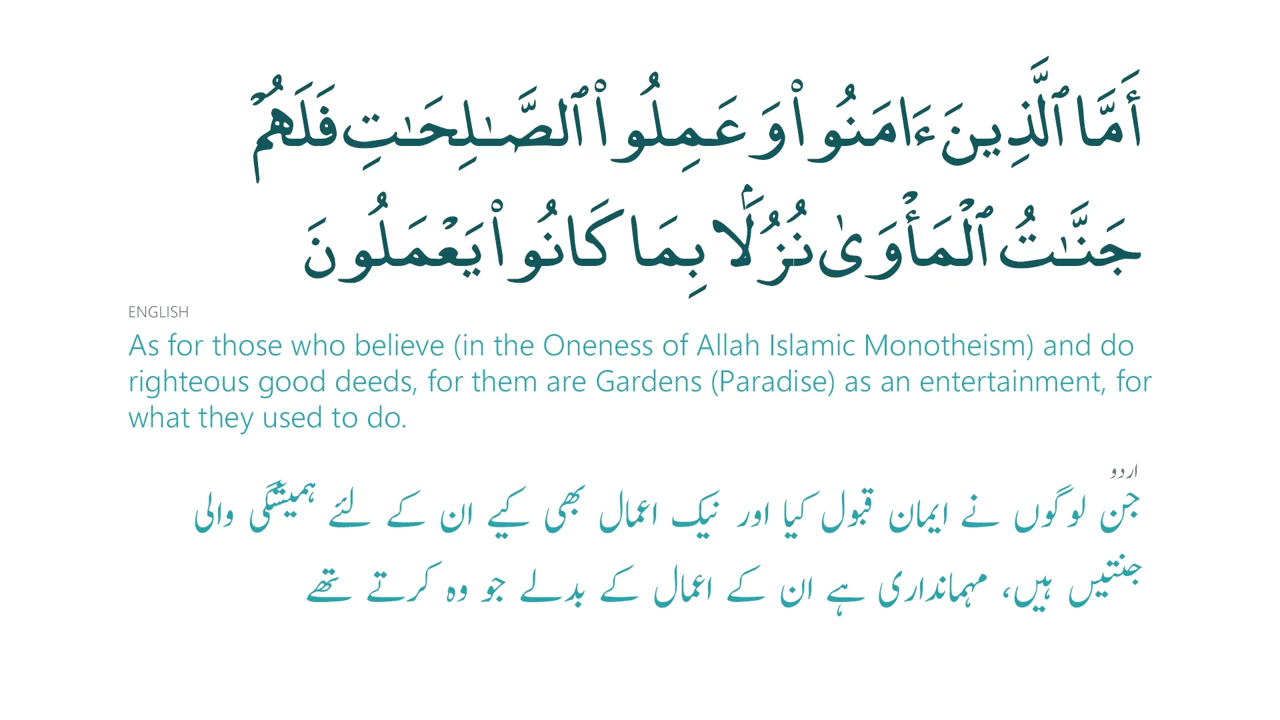 أَمَّا ٱلَّذِينَ ءَامَنُوا۟ وَعَمِلُوا۟ ٱلصَّـٰلِحَـٰتِ فَلَهُمْ
جَنَّـٰتُ ٱلْمَأْوَىٰ نُزُلًۢا بِمَا كَانُوا۟ يَعْمَلُونَ
ENGLISH
As for those who believe (in the Oneness of Allah Islamic Monotheism) and do
righteous good deeds, for them are Gardens (Paradise) as an entertainment, for
what they used to do.
اردو
جن لوگوں نے ایمان قبول کیا اور نیک اعمال بھی کیے ان کے لئے ہمیشگی والی
جنتیں ہیں، مہمانداری ہے ان کے اعمال کے بدلے جو وه کرتے تھے